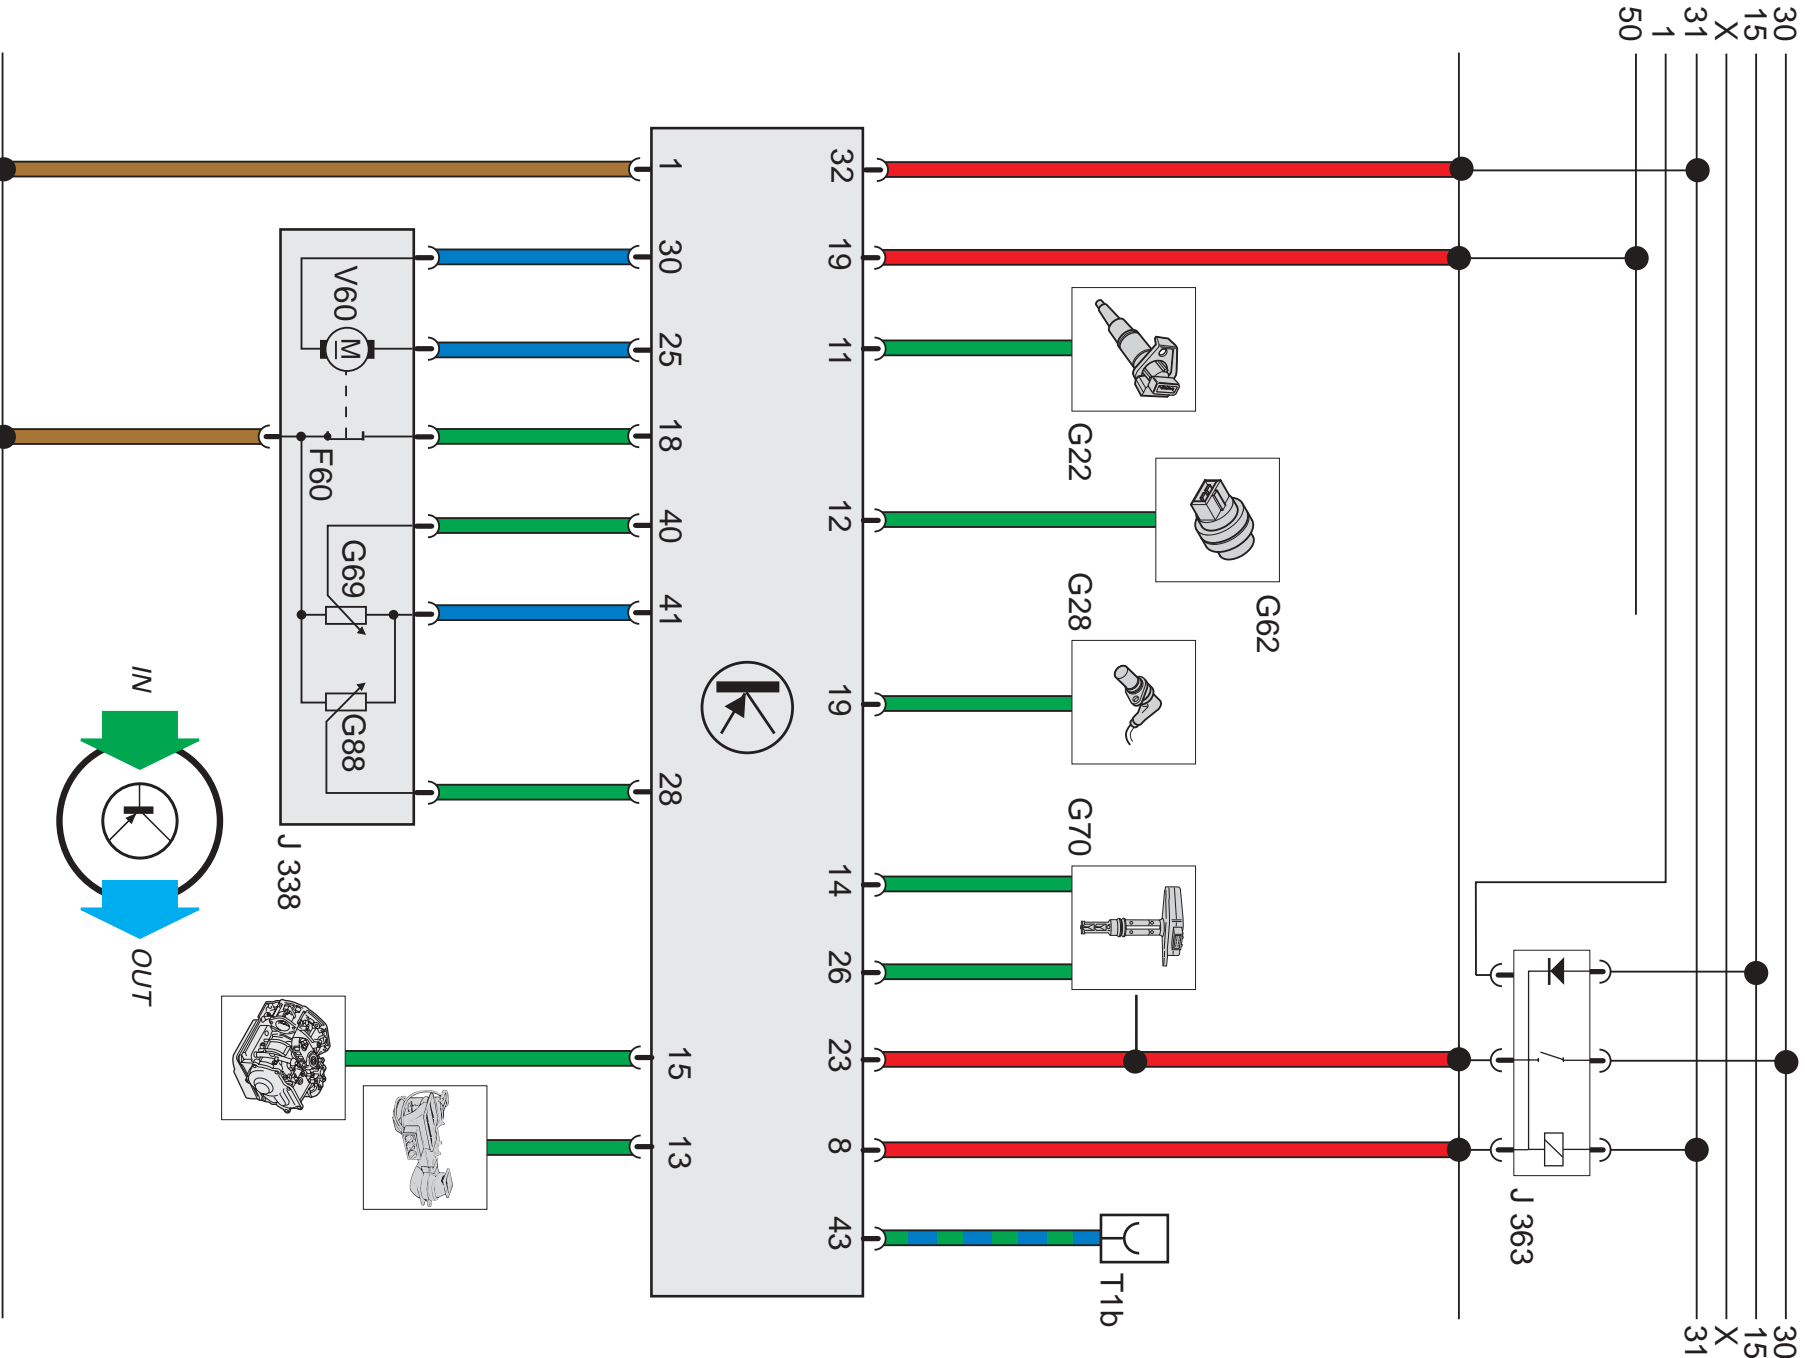 30 30
15 15
X X
31 31
1
50
J 363
G62
T1b
G22 G28 G70
32 19 11 12 19 14 26 23 8 43
1 30 25 18 40 41 28 15 13
V60 M G69 G88
F60
J 338
IN OUT